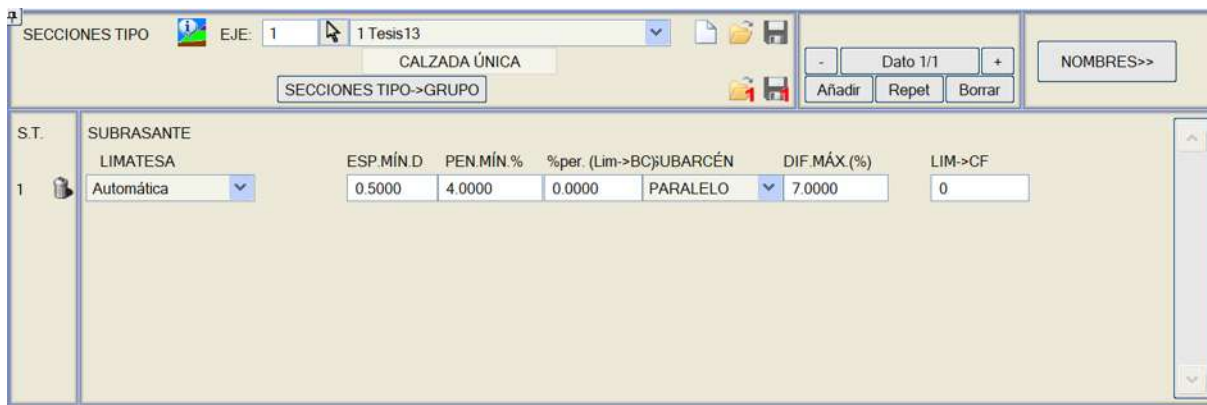 SECCIONES TIPO EJE: 1 1 Tesis13
CALZADA ÚNICA
- Dato 1/1 + NOMBRES>>
SECCIONES TIPO->GRUPO 1 1 Añadir Repet Borrar
S.T. SUBRASANTE
LIMATESA ESP.MÍN.D PEN.MÍN.% %per. (Lim->BC) SUBARCÉN DIF.MÁX.(%) LIM->CF
1 Automática 0.5000 4.0000 0.0000 PARALELO 7.0000 0